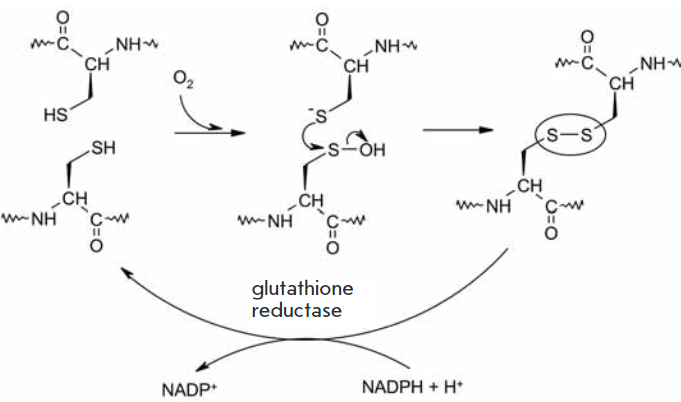 O
C
NH
CH
HS
SH
CH
NH
C
O
O₂
O
C
NH
CH
⁻S
S–OH
CH
NH
C
O
O
C
NH
CH
S–S
CH
NH
C
O
glutathione
reductase
NADP⁺
NADPH + H⁺